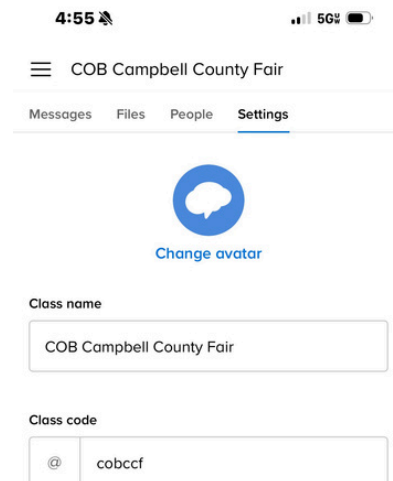 4:55 5G
COB Campbell County Fair
Messages Files People Settings
Change avatar
Class name
COB Campbell County Fair
Class code
@ cobccf